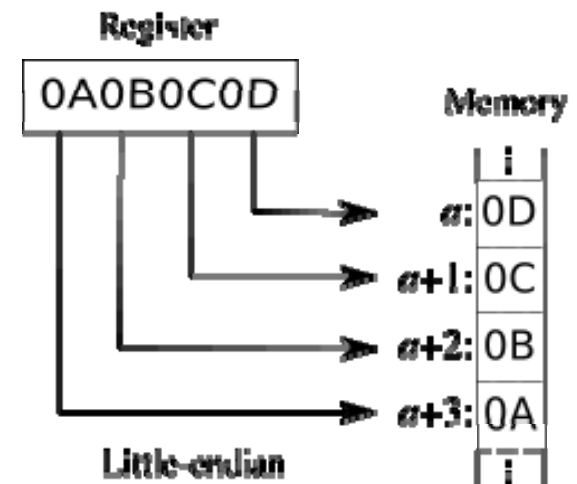 Register
0A0B0C0D
Memory
a: 0D
a+1: 0C
a+2: 0B
a+3: 0A
Little-endian